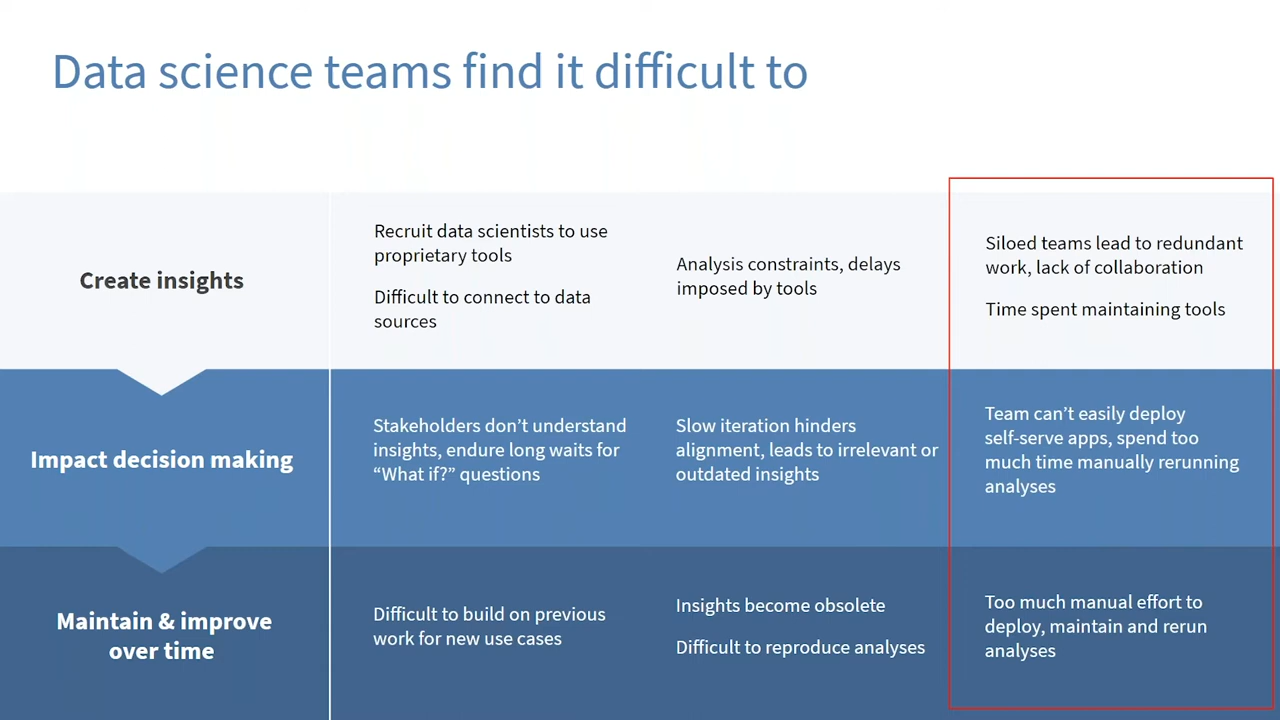 Data science teams find it difficult to
Create insights
Recruit data scientists to use
proprietary tools
Difficult to connect to data
sources
Analysis constraints, delays
imposed by tools
Siloed teams lead to redundant
work, lack of collaboration
Time spent maintaining tools
Impact decision making
Stakeholders don’t understand
insights, endure long waits for
“What if?” questions
Slow iteration hinders
alignment, leads to irrelevant or
outdated insights
Team can’t easily deploy
self-serve apps, spend too
much time manually rerunning
analyses
Maintain & improve
over time
Difficult to build on previous
work for new use cases
Insights become obsolete
Difficult to reproduce analyses
Too much manual effort to
deploy, maintain and rerun
analyses